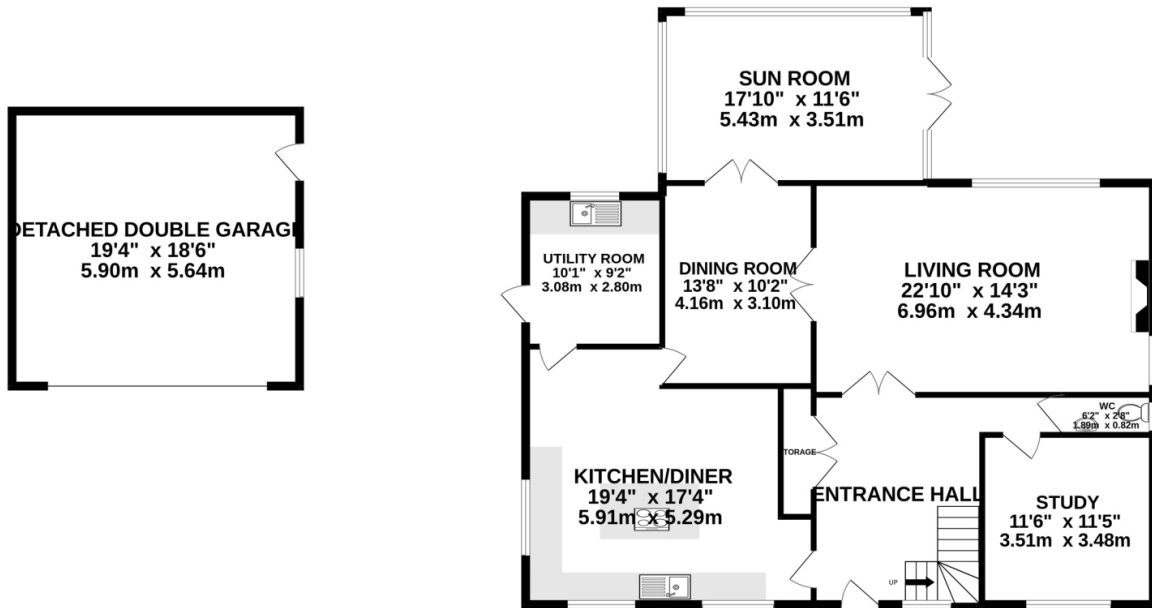 SUN ROOM
17'10" x 11'6"
5.43m x 3.51m
DETACHED DOUBLE GARAGE
19'4" x 18'6"
5.90m x 5.64m
UTILITY ROOM
10'1" x 9'2"
3.08m x 2.80m
DINING ROOM
13'8" x 10'2"
4.16m x 3.10m
LIVING ROOM
22'10" x 14'3"
6.96m x 4.34m
WC
6'2" x 2'8"
1.89m x 0.82m
TORAGE
KITCHEN/DINER
19'4" x 17'4"
5.91m x 5.29m
ENTRANCE HALL
STUDY
11'6" x 11'5"
3.51m x 3.48m
UP